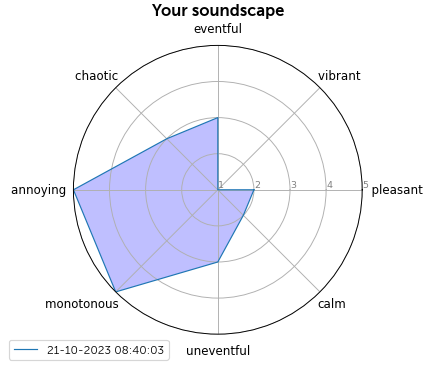 Your soundscape
eventful
chaotic
vibrant
annoying
1 2 3 4 5
pleasant
monotonous
calm
21-10-2023 08:40:03
uneventful